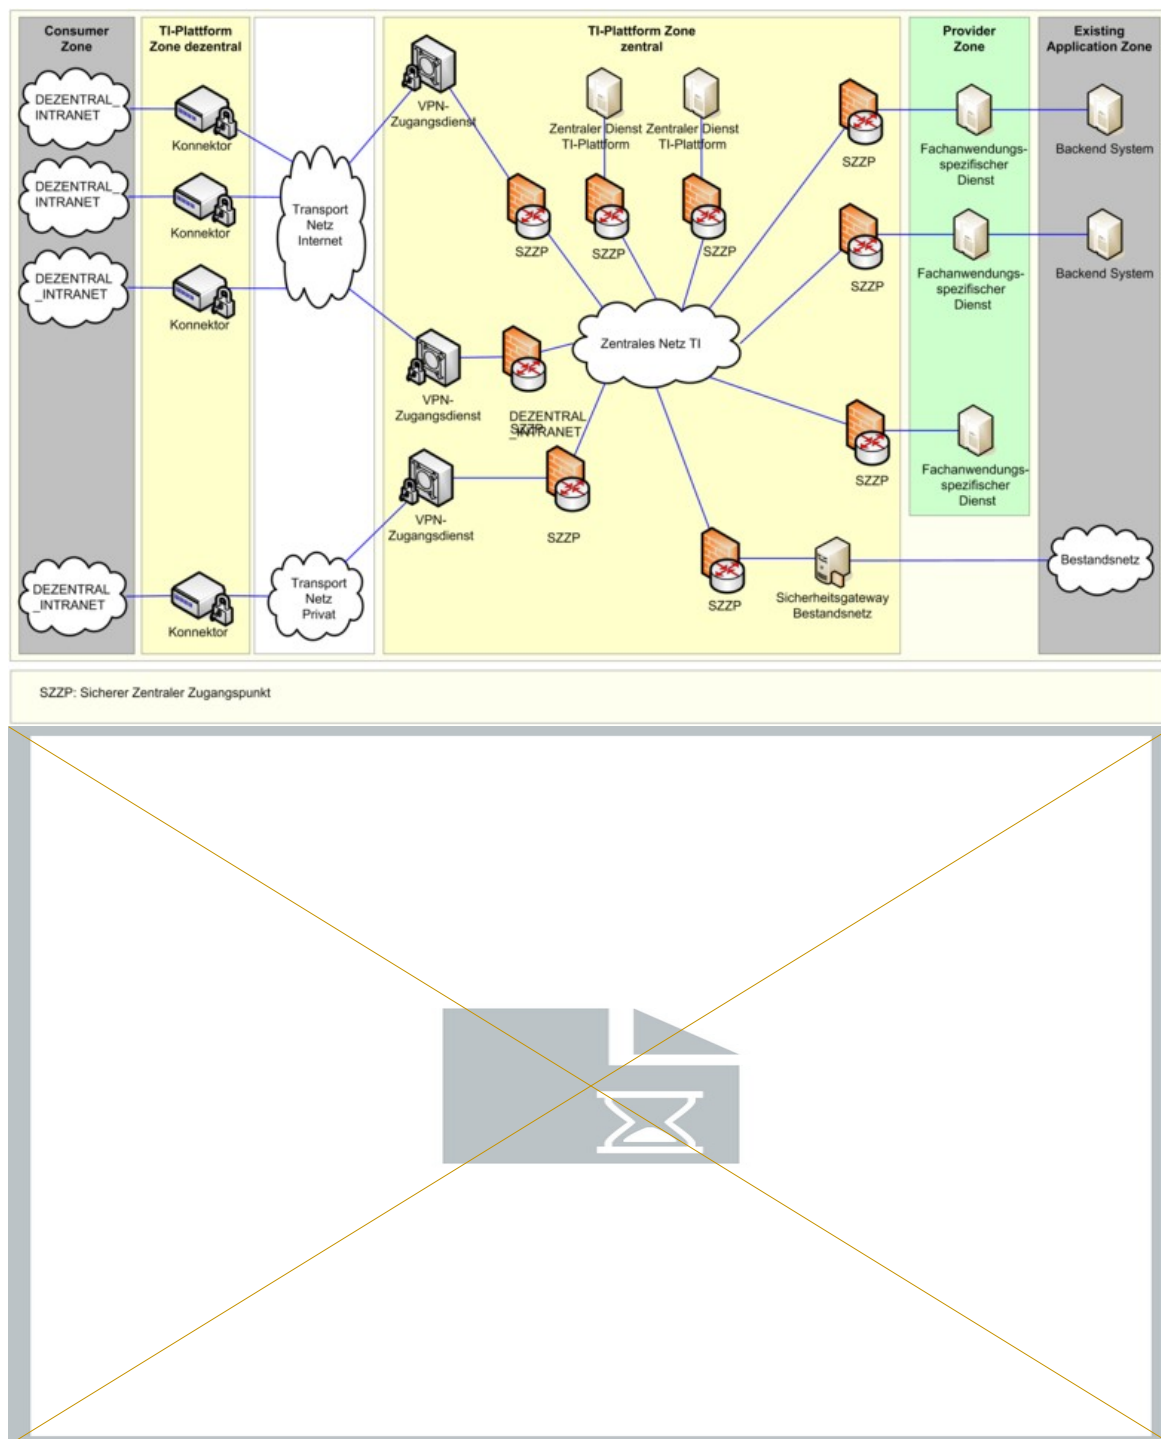 Consumer
Zone
TI-Plattform
Zone dezentral
TI-Plattform Zone
zentral
Provider
Zone
Existing
Application Zone
DEZENTRAL_
INTRANET
Konnektor
DEZENTRAL_
INTRANET
Konnektor
DEZENTRAL
_INTRANET
Konnektor
DEZENTRAL
_INTRANET
Konnektor
Transport
Netz
Internet
Transport
Netz
Privat
VPN-
Zugangsdienst
SZZP
Zentraler Dienst
TI-Plattform
SZZP
Zentraler Dienst
TI-Plattform
SZZP
VPN-
Zugangsdienst
DEZENTRAL
_INTRANET
SZZP
VPN-
Zugangsdienst
SZZP
Zentrales Netz TI
SZZP
Fachanwendungs-
spezifischer
Dienst
Backend System
SZZP
Fachanwendungs-
spezifischer
Dienst
Backend System
SZZP
Fachanwendungs-
spezifischer
Dienst
SZZP
Sicherheitsgateway
Bestandsnetz
Bestandsnetz
SZZP: Sicherer Zentraler Zugangspunkt